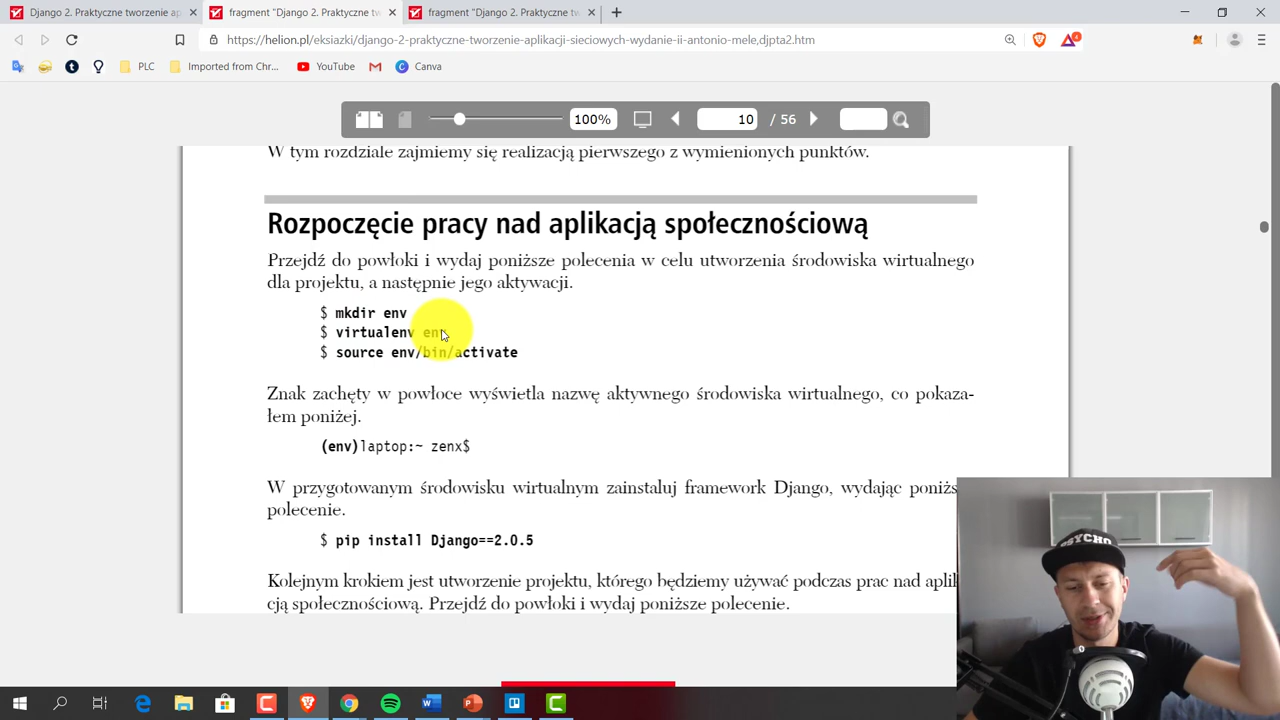 Django 2. Praktyczne tworzenie ap
fragment "Django 2. Praktyczne tw
fragment "Django 2. Praktyczne tw
https://helion.pl/eksiazki/django-2-praktyczne-tworzenie-aplikacji-sieciowych-wydanie-ii-antonio-mele,djpta2.htm
PLC
Imported from Chr...
YouTube
Canva
100%
10 / 56
W tym rozdziale zajmiemy się realizacją pierwszego z wymienionych punktów.
Rozpoczęcie pracy nad aplikacją społecznościową
Przejdź do powłoki i wydaj poniższe polecenia w celu utworzenia środowiska wirtualnego
dla projektu, a następnie jego aktywacji.
$ mkdir env
$ virtualenv env
$ source env/bin/activate
Znak zachęty w powłoce wyświetla nazwę aktywnego środowiska wirtualnego, co pokaza-
łem poniżej.
(env)laptop:~ zenx$
W przygotowanym środowisku wirtualnym zainstaluj framework Django, wydając poniżs
polecenie.
$ pip install Django==2.0.5
Kolejnym krokiem jest utworzenie projektu, którego będziemy używać podczas prac nad aplik
cją społecznościową. Przejdź do powłoki i wydaj poniższe polecenie.
PSYCHO